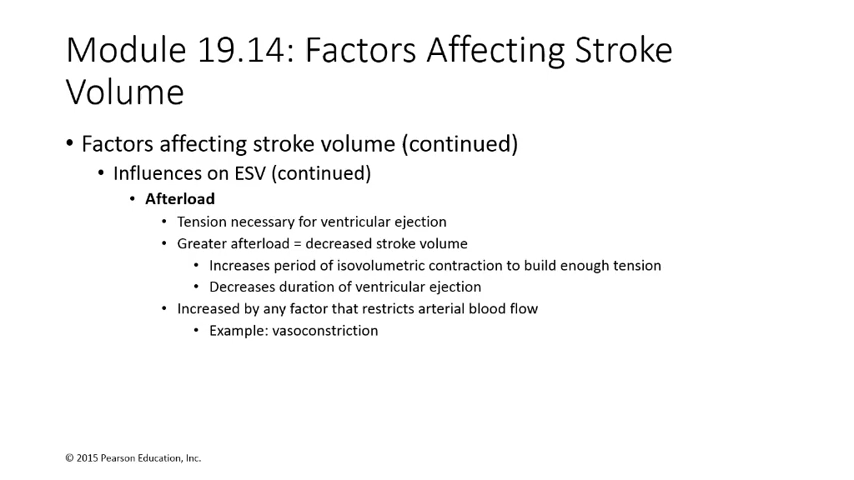 Module 19.14: Factors Affecting Stroke
Volume
• Factors affecting stroke volume (continued)
• Influences on ESV (continued)
• Afterload
• Tension necessary for ventricular ejection
• Greater afterload = decreased stroke volume
• Increases period of isovolumetric contraction to build enough tension
• Decreases duration of ventricular ejection
• Increased by any factor that restricts arterial blood flow
• Example: vasoconstriction
© 2015 Pearson Education, Inc.